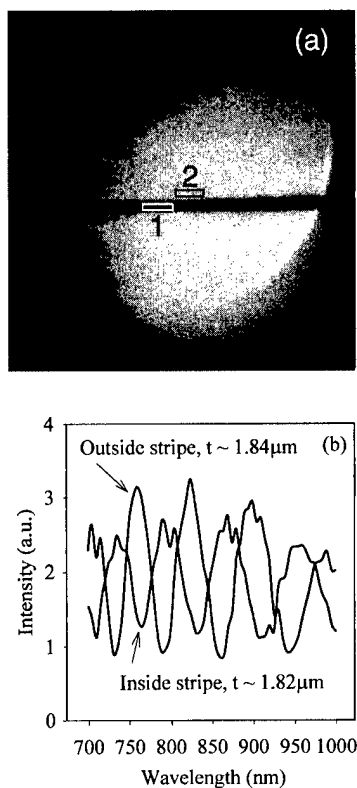 (a)
2
1
4
Outside stripe, t ~ 1.84μm
(b)
3
2
1
Inside stripe, t ~ 1.82μm
0
Intensity (a.u.)
700 750 800 850 900 950 1000
Wavelength (nm)